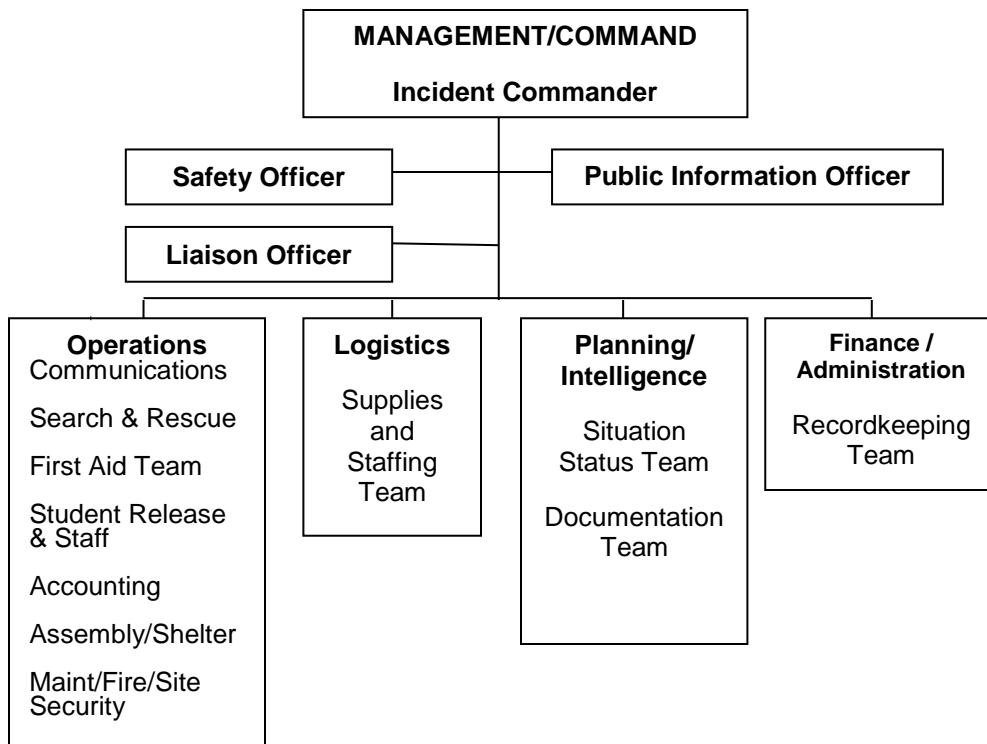 MANAGEMENT/COMMAND
Incident Commander
Safety Officer
Public Information Officer
Liaison Officer
Operations
Communications
Search & Rescue
First Aid Team
Student Release
& Staff
Accounting
Assembly/Shelter
Maint/Fire/Site
Security
Logistics
Supplies
and
Staffing
Team
Planning/
Intelligence
Situation
Status Team
Documentation
Team
Finance /
Administration
Recordkeeping
Team